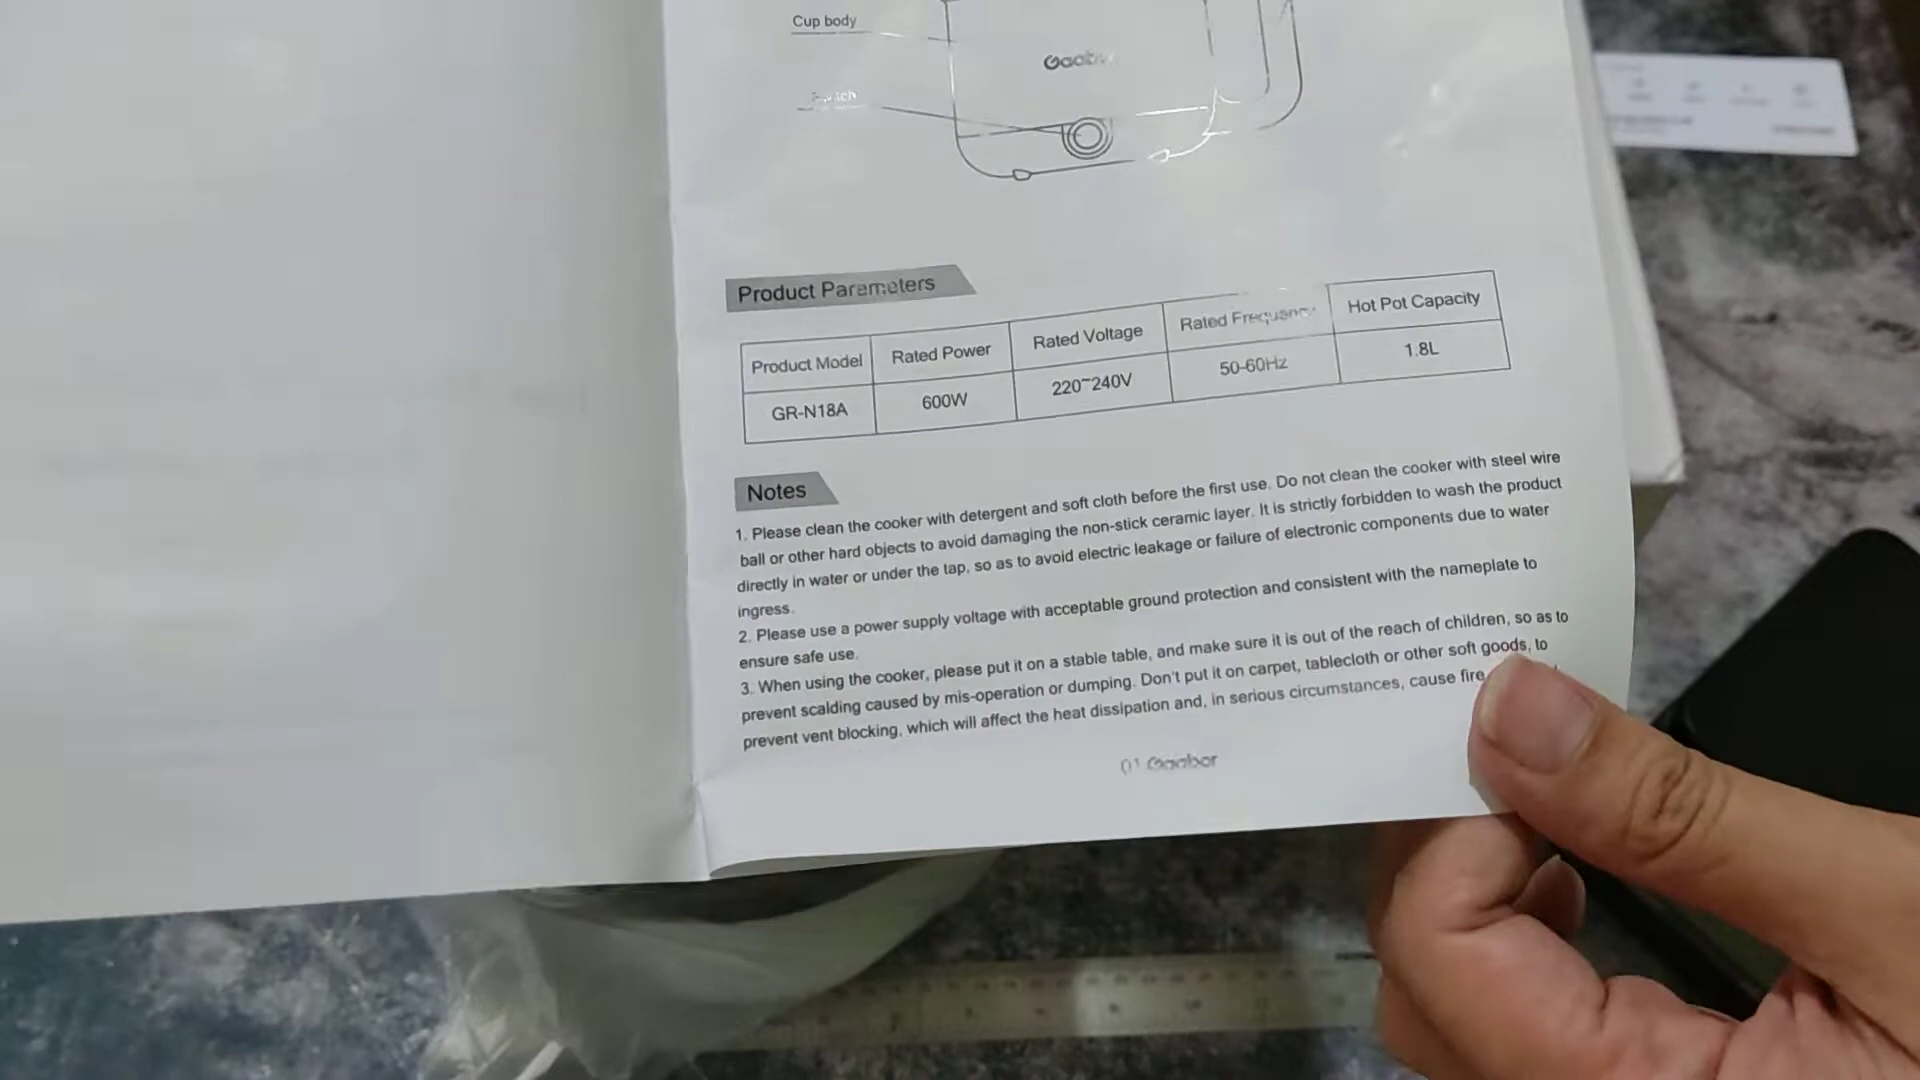 Cup body
Product Parameters
Product Model Rated Power Rated Voltage Rated Frequency Hot Pot Capacity
GR-N18A 600W 220~240V 50-60Hz 1.8L
Notes
1. Please clean the cooker with detergent and soft cloth before the first use. Do not clean the cooker with steel wire
ball or other hard objects to avoid damaging the non-stick ceramic layer. It is strictly forbidden to wash the product
directly in water or under the tap, so as to avoid electric leakage or failure of electronic components due to water
ingress.
2. Please use a power supply voltage with acceptable ground protection and consistent with the nameplate to
ensure safe use.
3. When using the cooker, please put it on a stable table, and make sure it is out of the reach of children, so as to
prevent scalding caused by mis-operation or dumping. Don't put it on carpet, tablecloth or other soft goods, to
prevent vent blocking, which will affect the heat dissipation and, in serious circumstances, cause fire
01 Gaabor